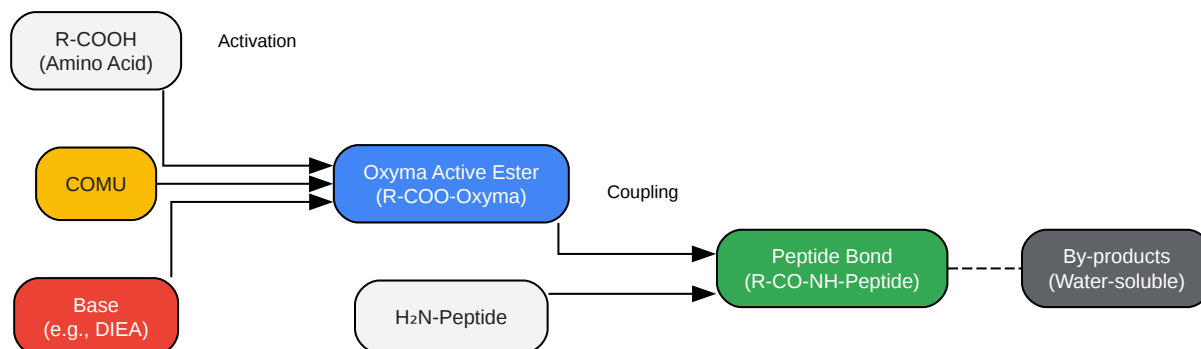 R-COOH
(Amino Acid)
Activation
COMU
Oxyma Active Ester
(R-COO-Oxyma)
Coupling
Base
(e.g., DIEA)
H₂N-Peptide
Peptide Bond
(R-CO-NH-Peptide)
By-products
(Water-soluble)